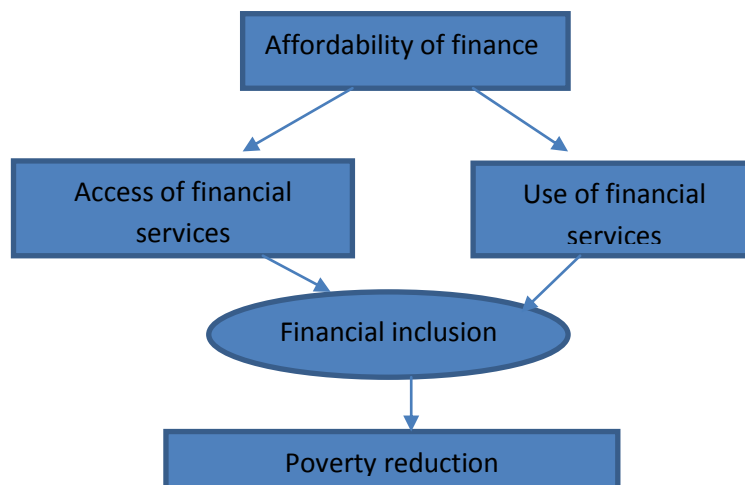 Affordability of finance
Access of financial
services
Use of financial
services
Financial inclusion
Poverty reduction